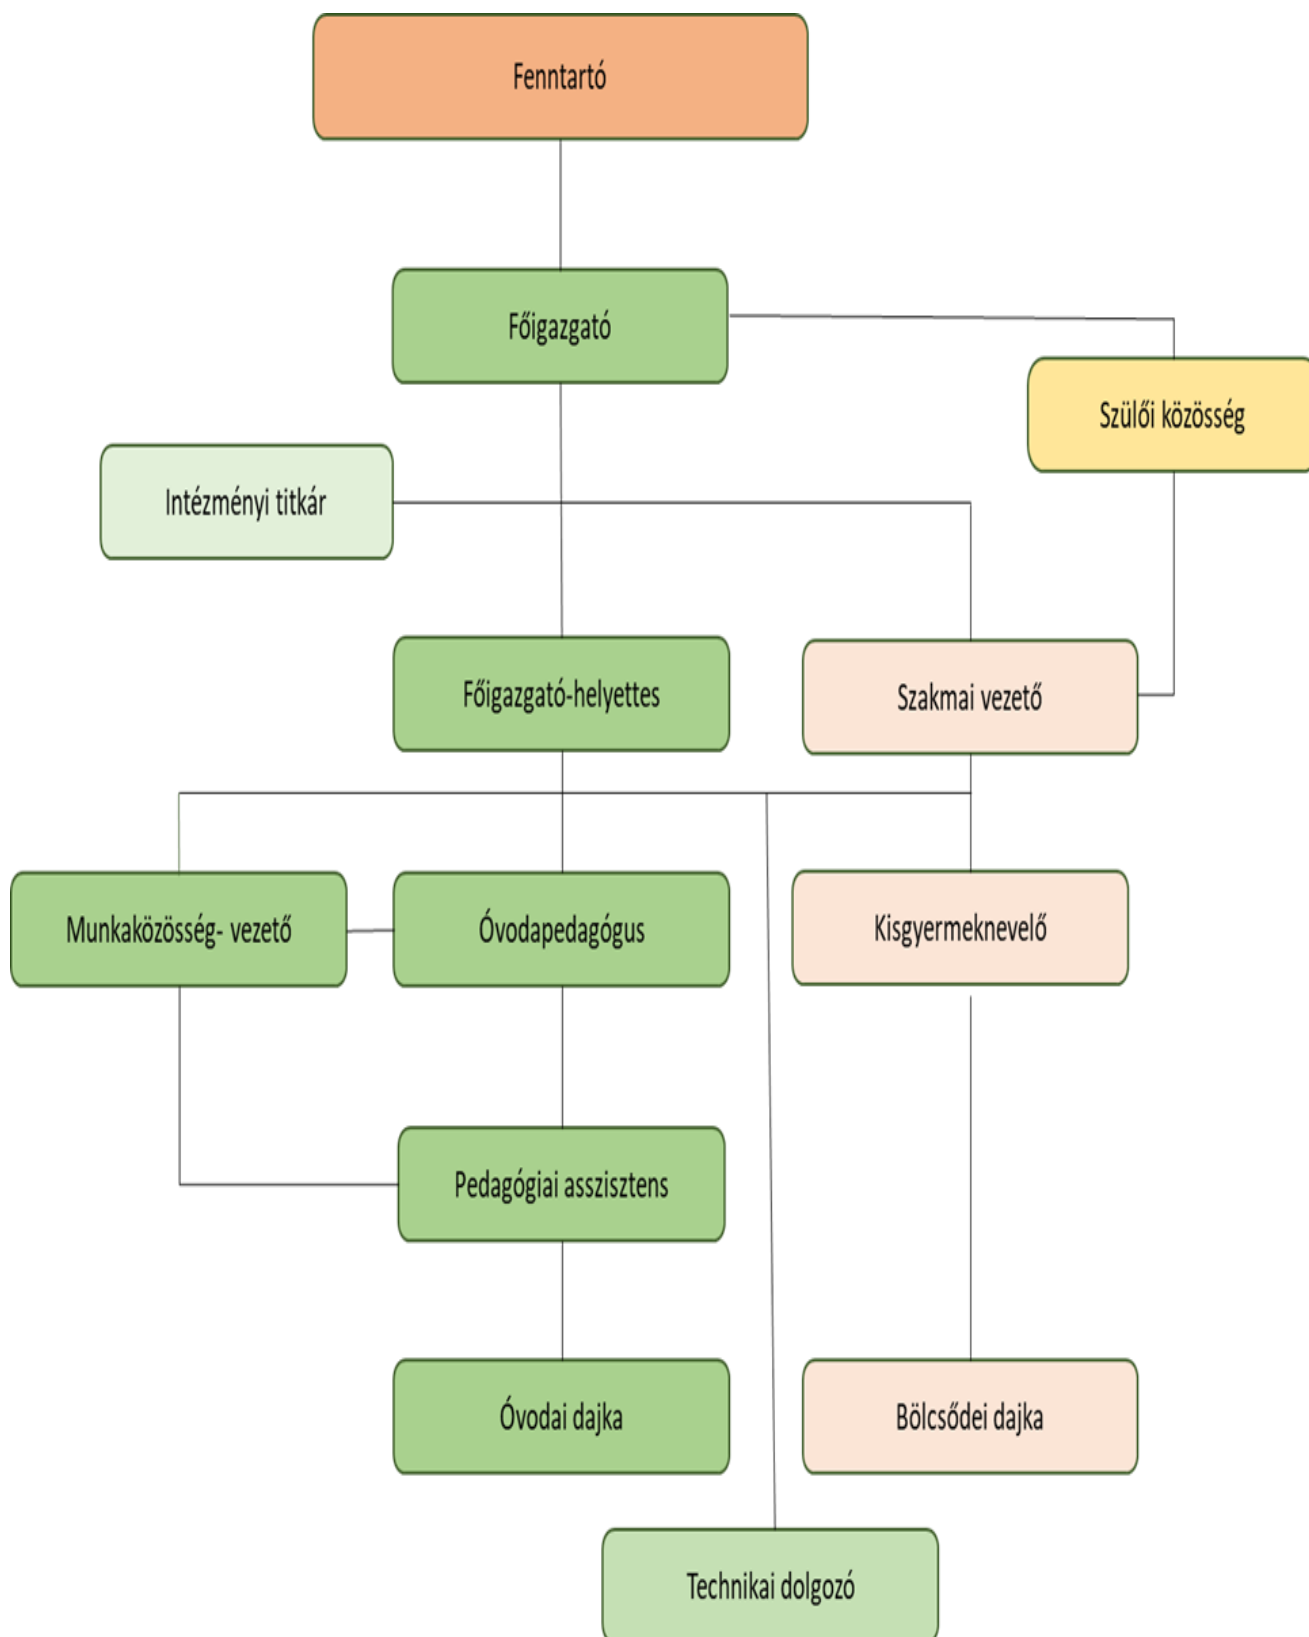 Fenntartó
Főigazgató
Szülői közösség
Intézményi titkár
Főigazgató-helyettes
Szakmai vezető
Munkaközösség- vezető
Óvodapedagógus
Kisgyermeknevelő
Pedagógiai asszisztens
Óvodai dajka
Bölcsődei dajka
Technikai dolgozó